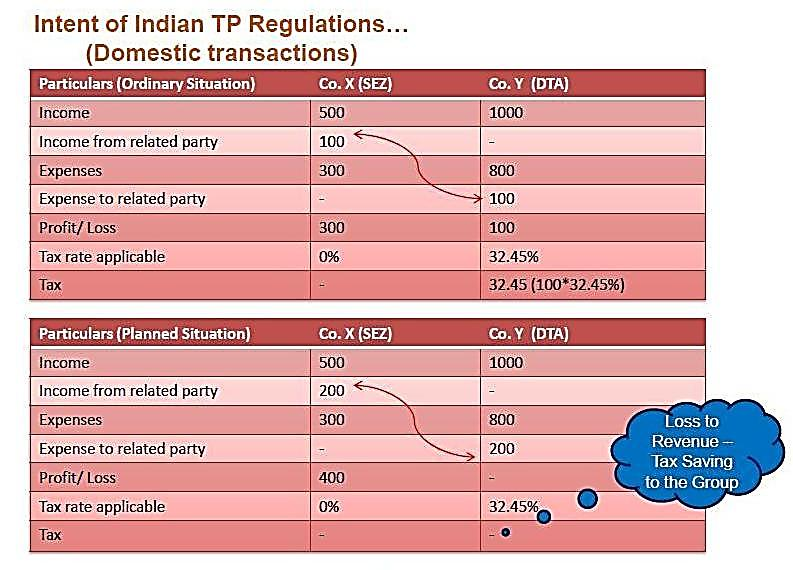 Intent of Indian TP Regulations…
(Domestic transactions)
Particulars (Ordinary Situation) Co. X (SEZ) Co. Y (DTA)
Income 500 1000
Income from related party 100 -
Expenses 300 800
Expense to related party - 100
Profit/ Loss 300 100
Tax rate applicable 0% 32.45%
Tax - 32.45 (100*32.45%)
Particulars (Planned Situation) Co. X (SEZ) Co. Y (DTA)
Income 500 1000
Income from related party 200 -
Expenses 300 800
Expense to related party - 200
Profit/ Loss 400 -
Tax rate applicable 0% 32.45%
Tax - -
Loss to
Revenue –
Tax Saving
to the Group